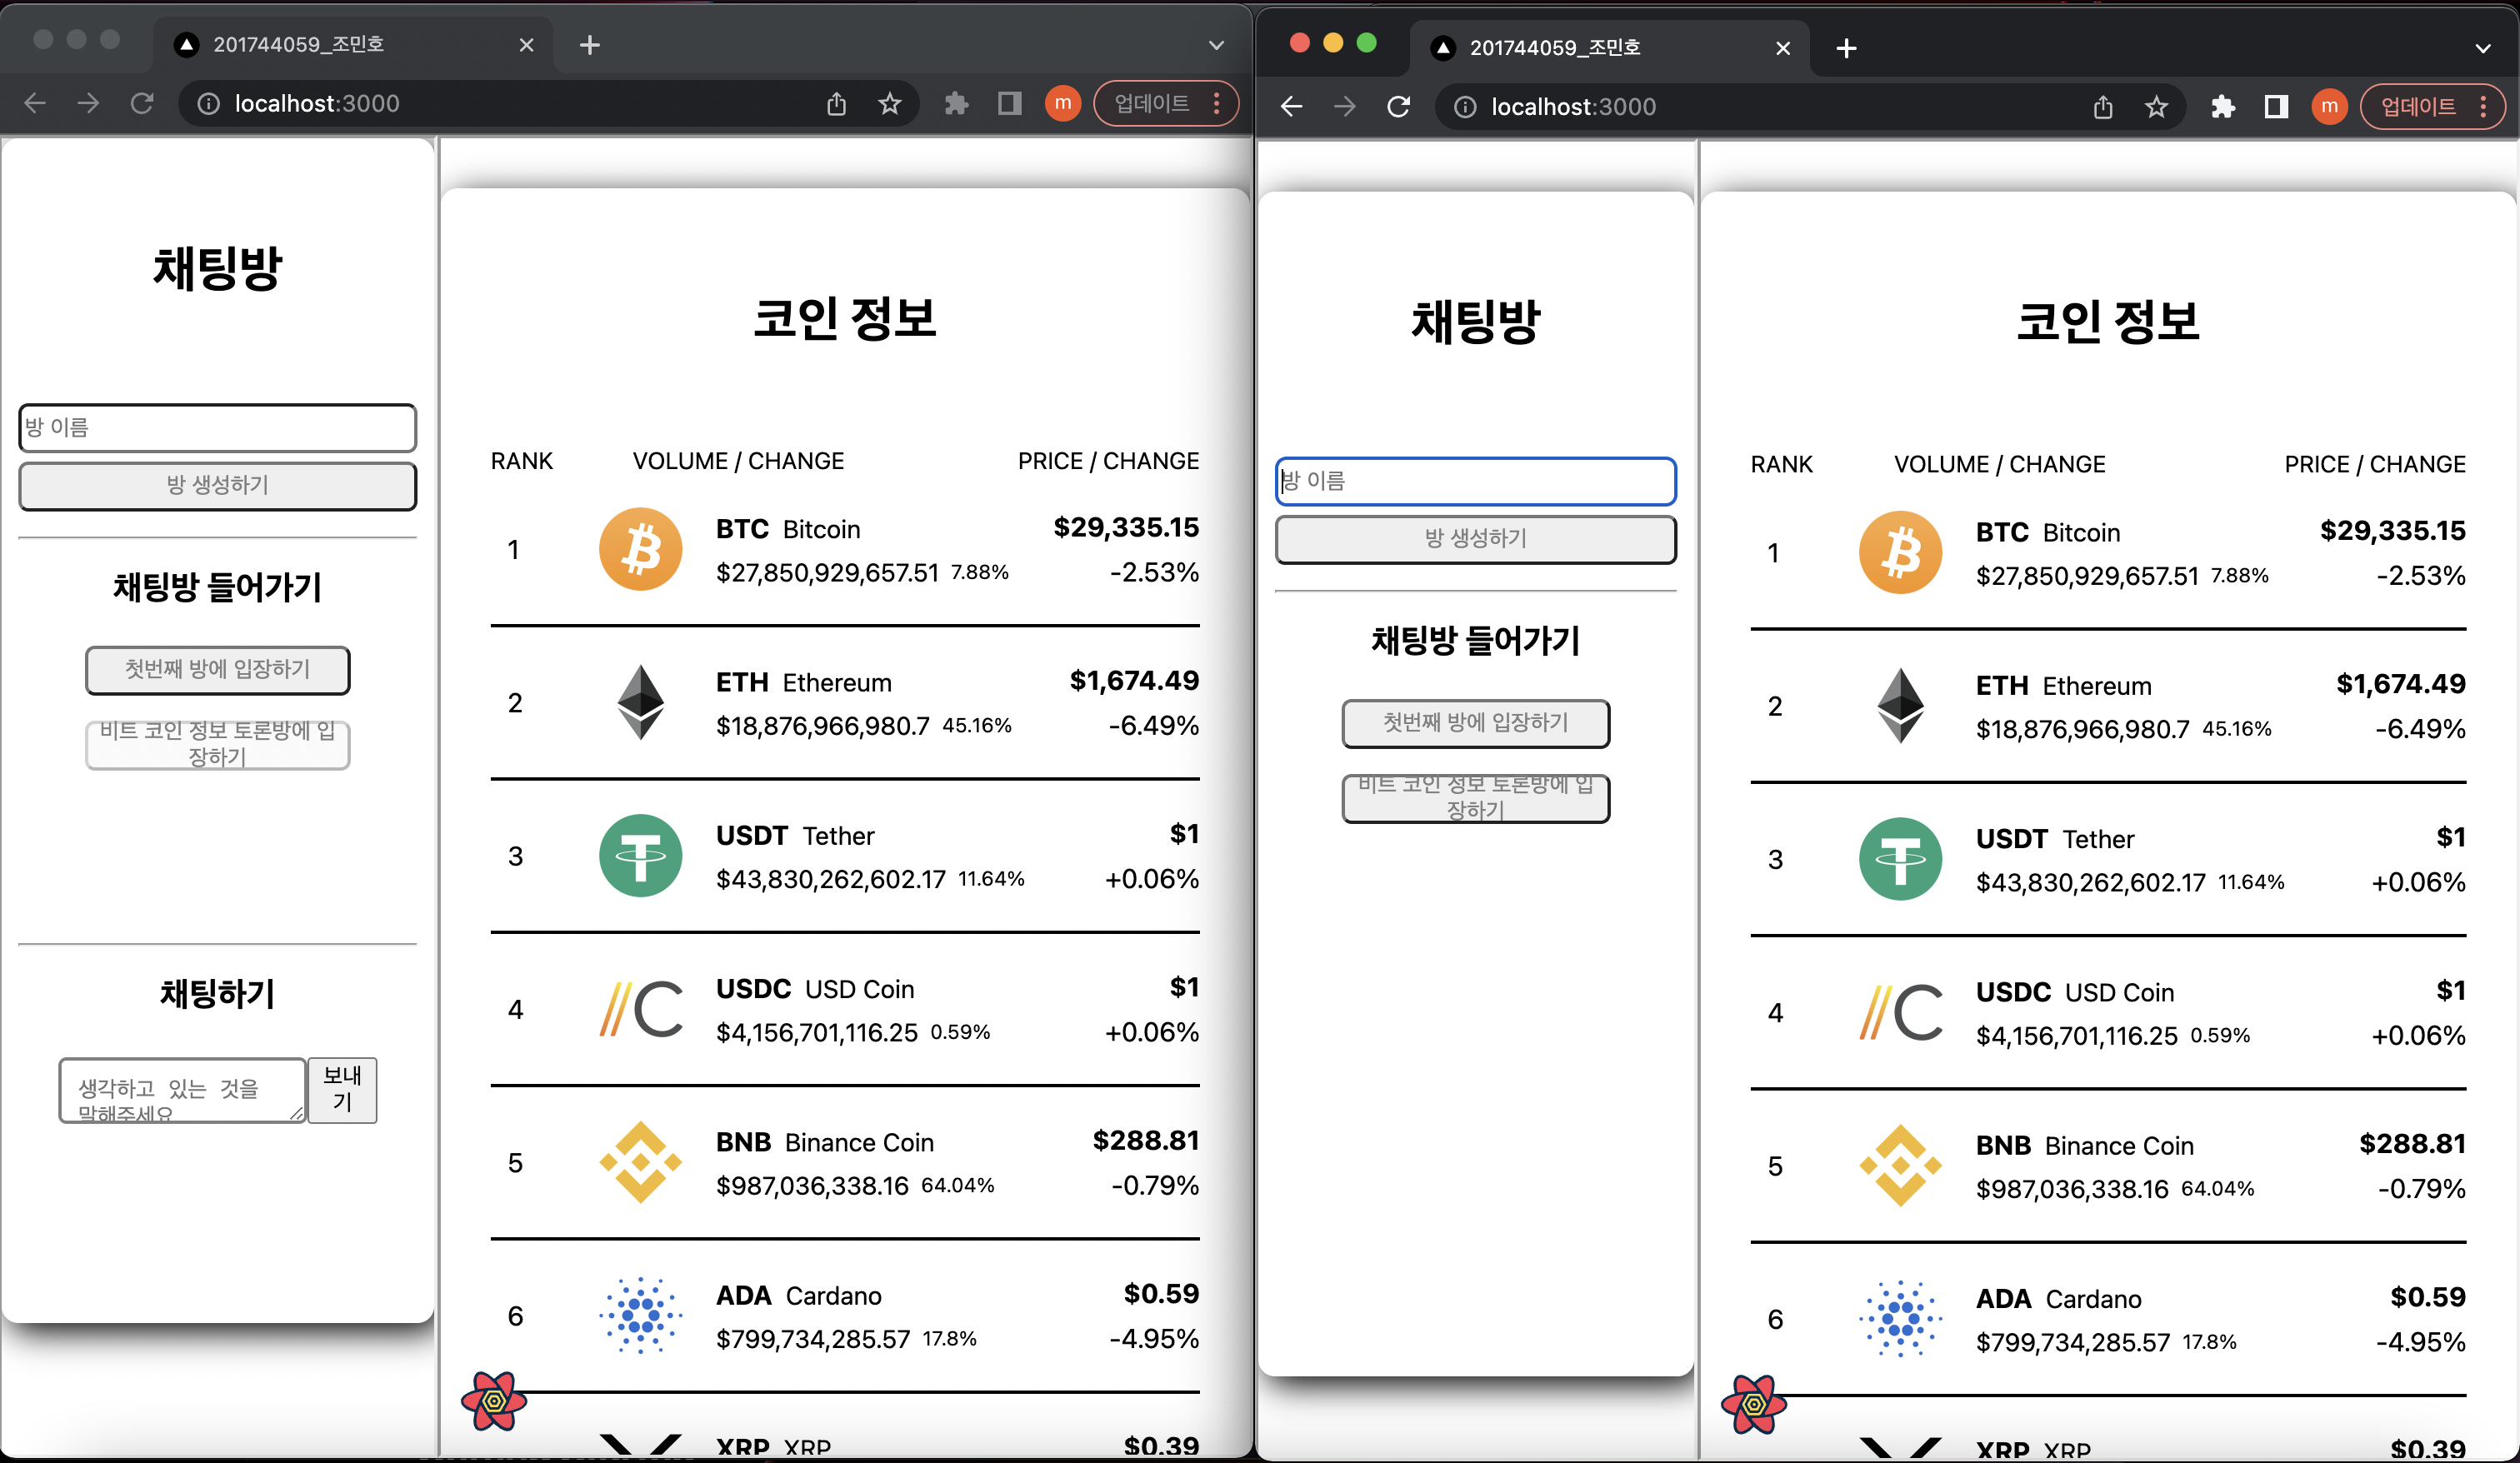 201744059_조민호
localhost:3000
m
업데이트
채팅방
방 이름
방 생성하기
채팅방 들어가기
첫번째 방에 입장하기
비트 코인 정보 토론방에 입
장하기
채팅하기
생각하고 있는 것을
말해주세요
보내
기
코인 정보
RANK VOLUME / CHANGE PRICE / CHANGE
1 BTC Bitcoin $29,335.15
$27,850,929,657.51 7.88% -2.53%
2 ETH Ethereum $1,674.49
$18,876,966,980.7 45.16% -6.49%
3 USDT Tether $1
$43,830,262,602.17 11.64% +0.06%
4 USDC USD Coin $1
$4,156,701,116.25 0.59% +0.06%
5 BNB Binance Coin $288.81
$987,036,338.16 64.04% -0.79%
6 ADA Cardano $0.59
$799,734,285.57 17.8% -4.95%
XRP XRP $0.39
201744059_조민호
localhost:3000
m
업데이트
채팅방
방 이름
방 생성하기
채팅방 들어가기
첫번째 방에 입장하기
비트 코인 정보 토론방에 입
장하기
코인 정보
RANK VOLUME / CHANGE PRICE / CHANGE
1 BTC Bitcoin $29,335.15
$27,850,929,657.51 7.88% -2.53%
2 ETH Ethereum $1,674.49
$18,876,966,980.7 45.16% -6.49%
3 USDT Tether $1
$43,830,262,602.17 11.64% +0.06%
4 USDC USD Coin $1
$4,156,701,116.25 0.59% +0.06%
5 BNB Binance Coin $288.81
$987,036,338.16 64.04% -0.79%
6 ADA Cardano $0.59
$799,734,285.57 17.8% -4.95%
XRP XRP $0.39